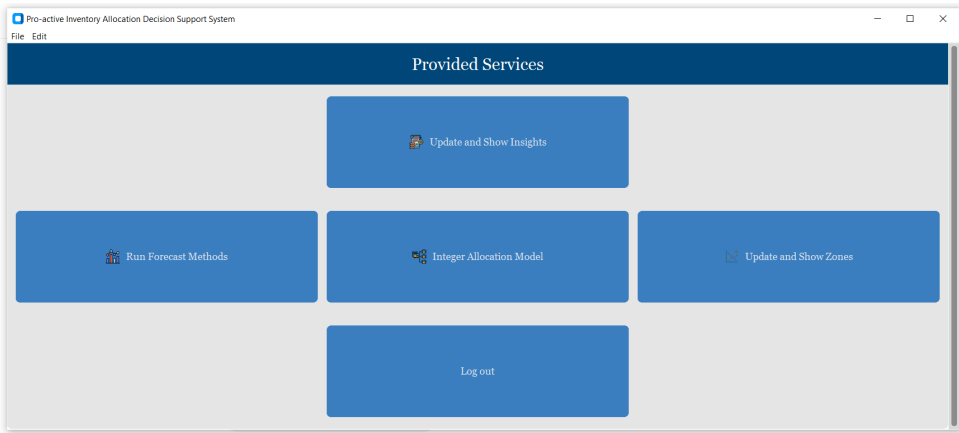 Pro-active Inventory Allocation Decision Support System
File Edit
Provided Services
Update and Show Insights
Run Forecast Methods
Integer Allocation Model
Update and Show Zones
Log out